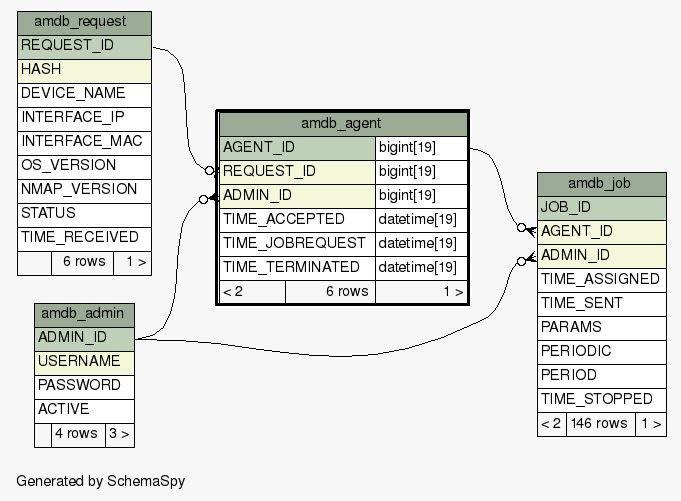 amdb_request
REQUEST_ID
HASH
DEVICE_NAME
INTERFACE_IP
INTERFACE_MAC
OS_VERSION
NMAP_VERSION
STATUS
TIME_RECEIVED
6 rows 1 >
amdb_agent
AGENT_ID bigint[19]
REQUEST_ID bigint[19]
ADMIN_ID bigint[19]
TIME_ACCEPTED datetime[19]
TIME_JOBREQUEST datetime[19]
TIME_TERMINATED datetime[19]
< 2 6 rows 1 >
amdb_job
JOB_ID
AGENT_ID
ADMIN_ID
TIME_ASSIGNED
TIME_SENT
PARAMS
PERIODIC
PERIOD
TIME_STOPPED
< 2 146 rows 1 >
amdb_admin
ADMIN_ID
USERNAME
PASSWORD
ACTIVE
4 rows 3 >
Generated by SchemaSpy